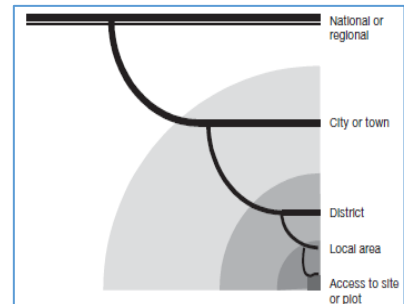 National or
regional
City or town
District
Local area
Access to site
or plot